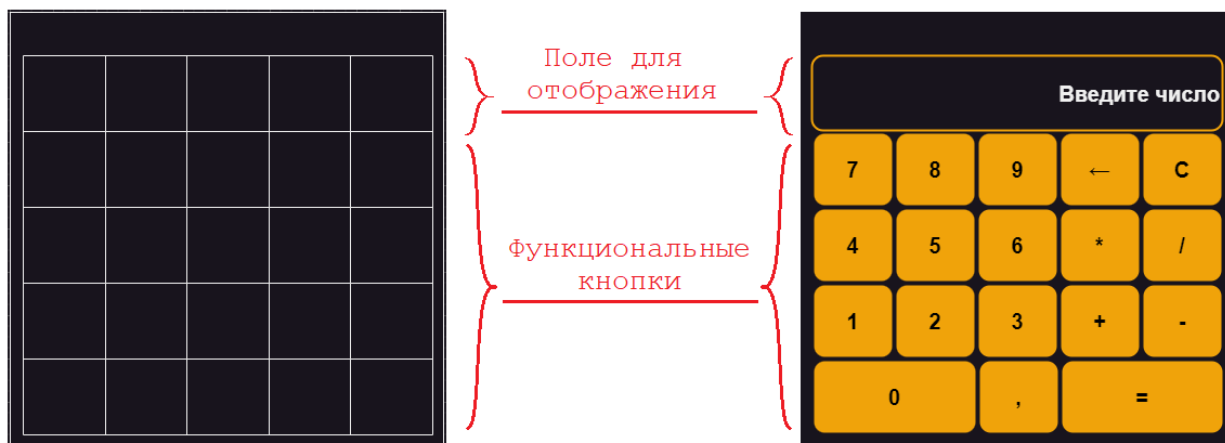 Поле для
отображения
Введите число
7 8 9 ← C
4 5 6 * /
Функциональные
кнопки
1 2 3 + -
0 , =